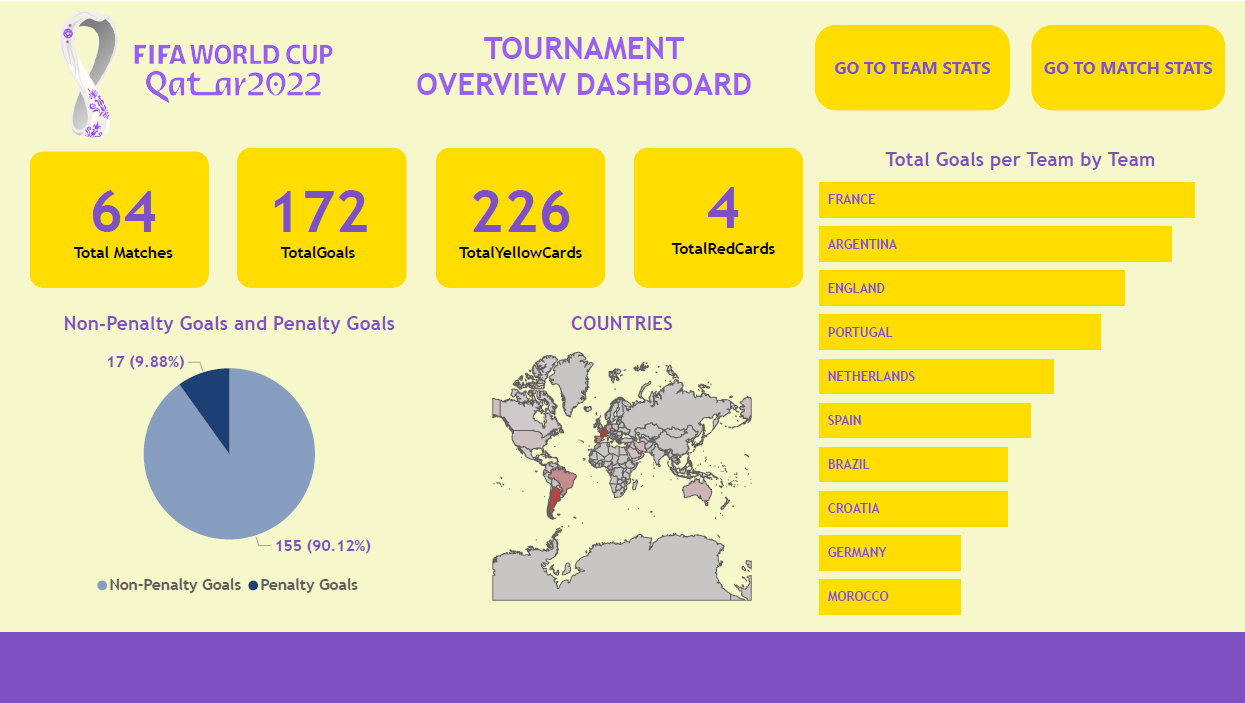 FIFA WORLD CUP
Qatar2022
TOURNAMENT
OVERVIEW DASHBOARD
GO TO TEAM STATS
GO TO MATCH STATS
64
Total Matches
172
TotalGoals
226
TotalYellowCards
4
TotalRedCards
Non-Penalty Goals and Penalty Goals
17 (9.88%)
155 (90.12%)
Non-Penalty Goals
Penalty Goals
COUNTRIES
Total Goals per Team by Team
FRANCE
ARGENTINA
ENGLAND
PORTUGAL
NETHERLANDS
SPAIN
BRAZIL
CROATIA
GERMANY
MOROCCO